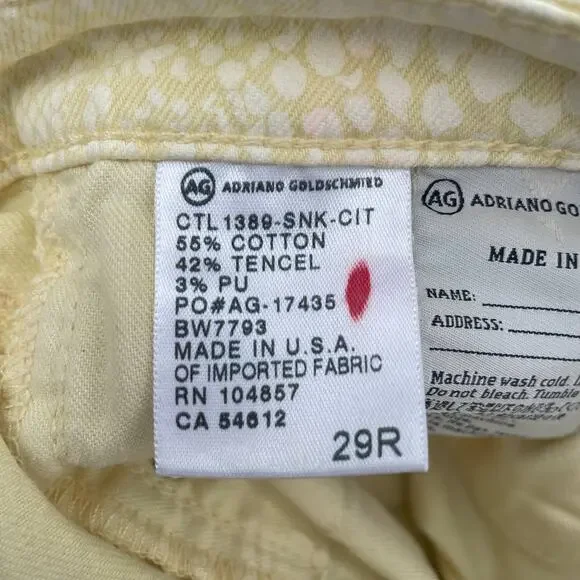 AG ADRIANO GOLDSCHMIED
CTL1389-SNK-CIT
55% COTTON
42% TENCEL
3% PU
PO#AG-17435
BW7793
MADE IN U.S.A.
OF IMPORTED FABRIC
RN 104857
CA 54612
29R
AG ADRIANO GO
MADE IN
NAME:
ADDRESS:
Machine wash cold.
Do not bleach. Tumble